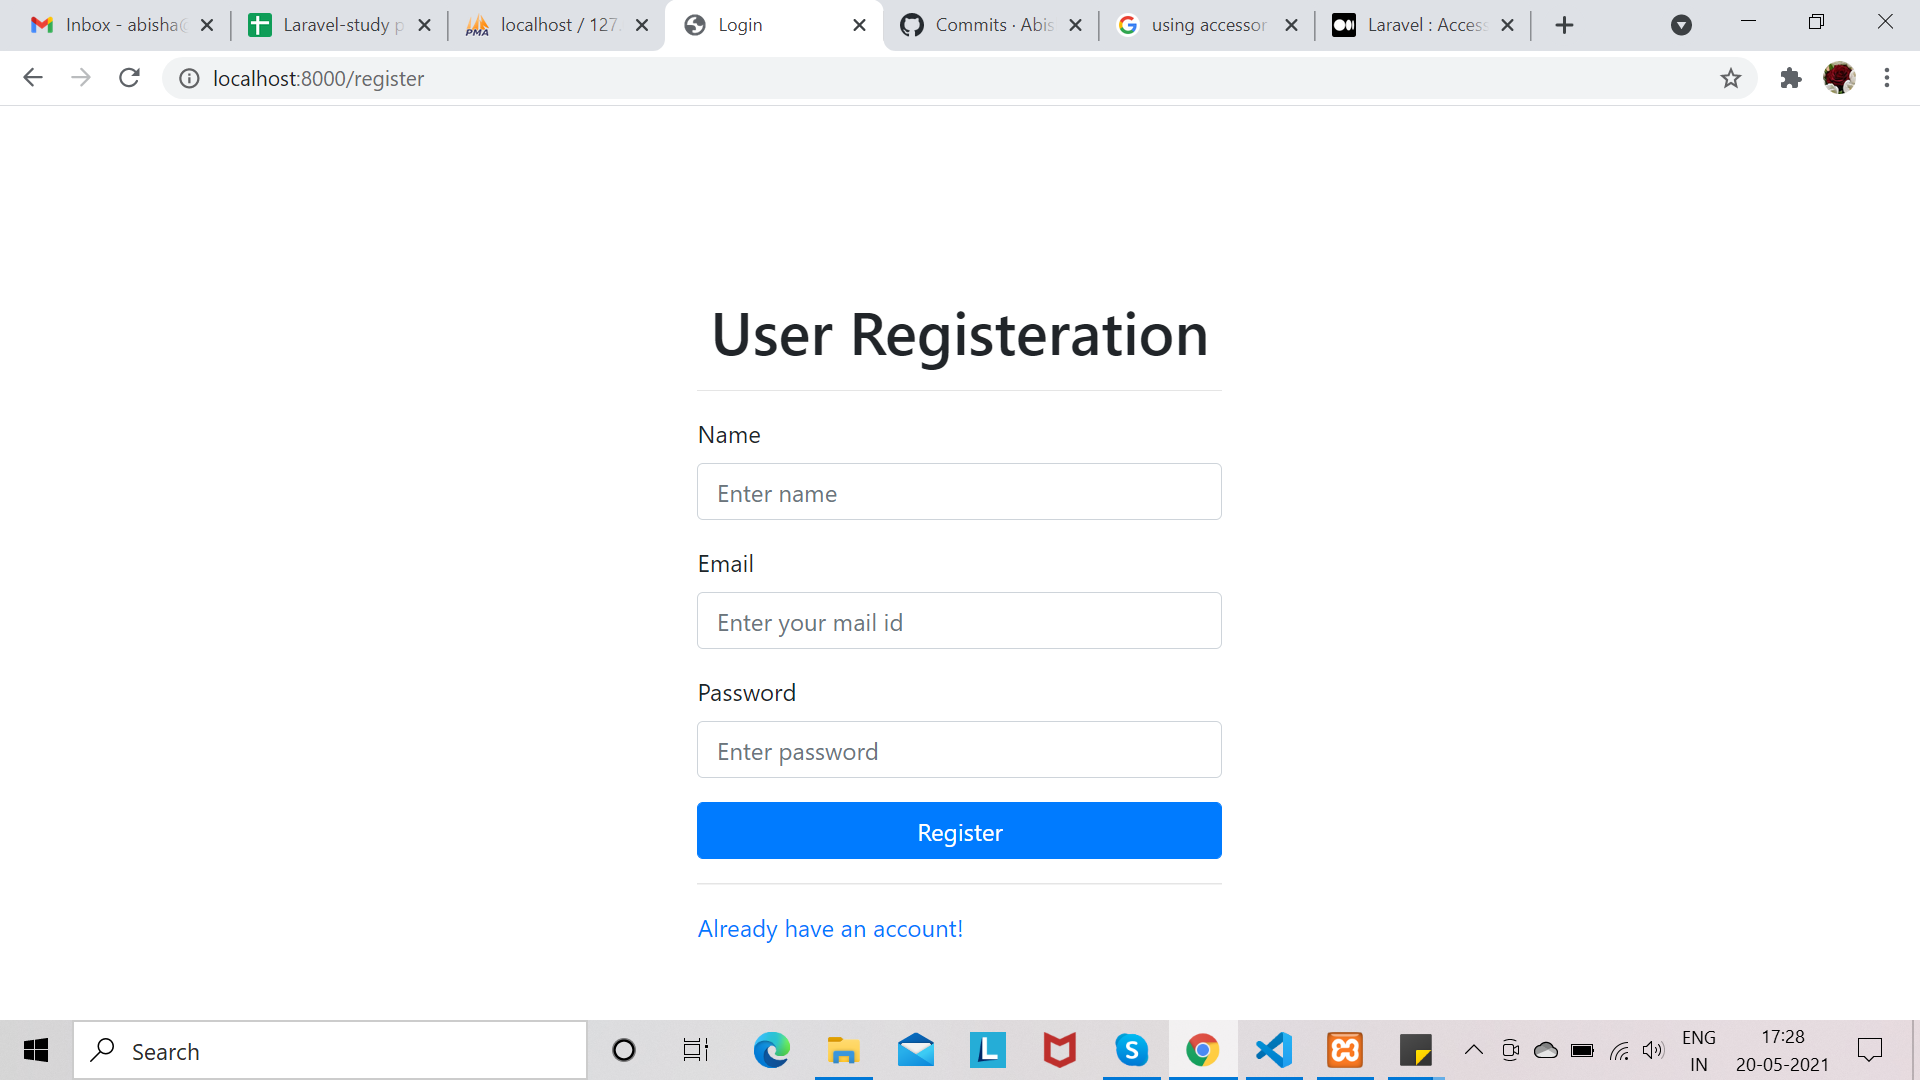 Inbox - abisha@
Laravel-study p
localhost / 127.
Login
Commits · Abis
using accessor
Laravel : Access
localhost:8000/register
User Registeration
Name
Enter name
Email
Enter your mail id
Password
Enter password
Register
Already have an account!
Search
ENG
IN
17:28
20-05-2021